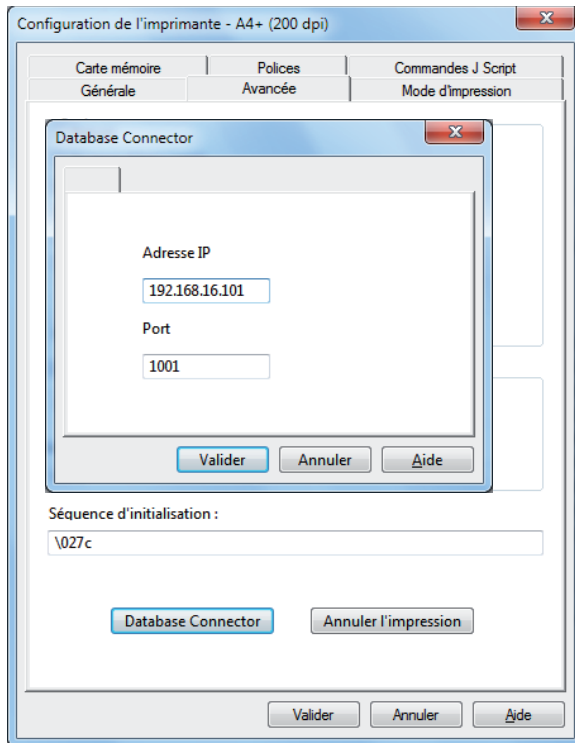 Configuration de l'imprimante - A4+ (200 dpi)
Carte mémoire Polices Commandes J Script
Générale Avancée Mode d'impression
Database Connector
Adresse IP
192.168.16.101
Port
1001
Valider Annuler Aide
Séquence d'initialisation :
\027c
Database Connector Annuler l'impression
Valider Annuler Aide